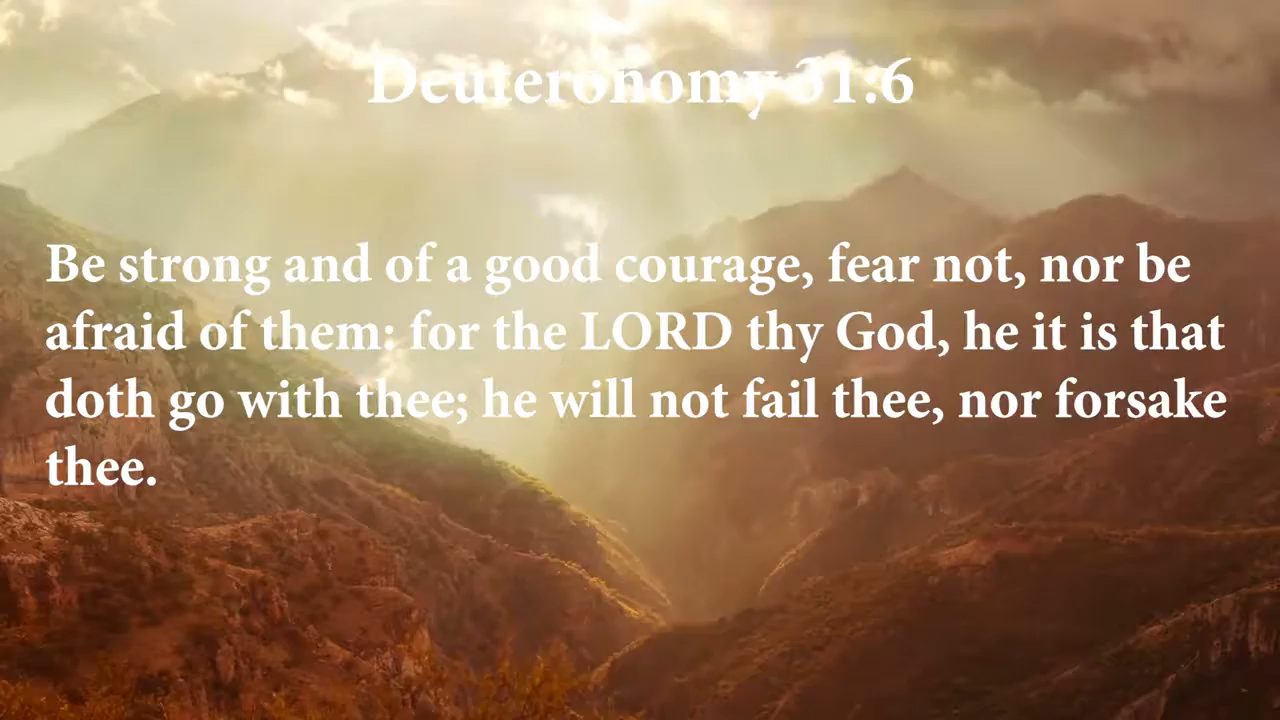 Deuteronomy 31:6
Be strong and of a good courage, fear not, nor be
afraid of them: for the LORD thy God, he it is that
doth go with thee; he will not fail thee, nor forsake
thee.